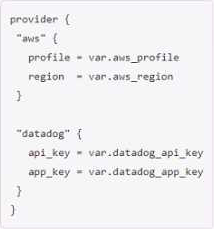 provider {
 "aws" {
   profile = var.aws_profile
   region  = var.aws_region
 }

 "datadog" {
   api_key = var.datadog_api_key
   app_key = var.datadog_app_key
 }
}